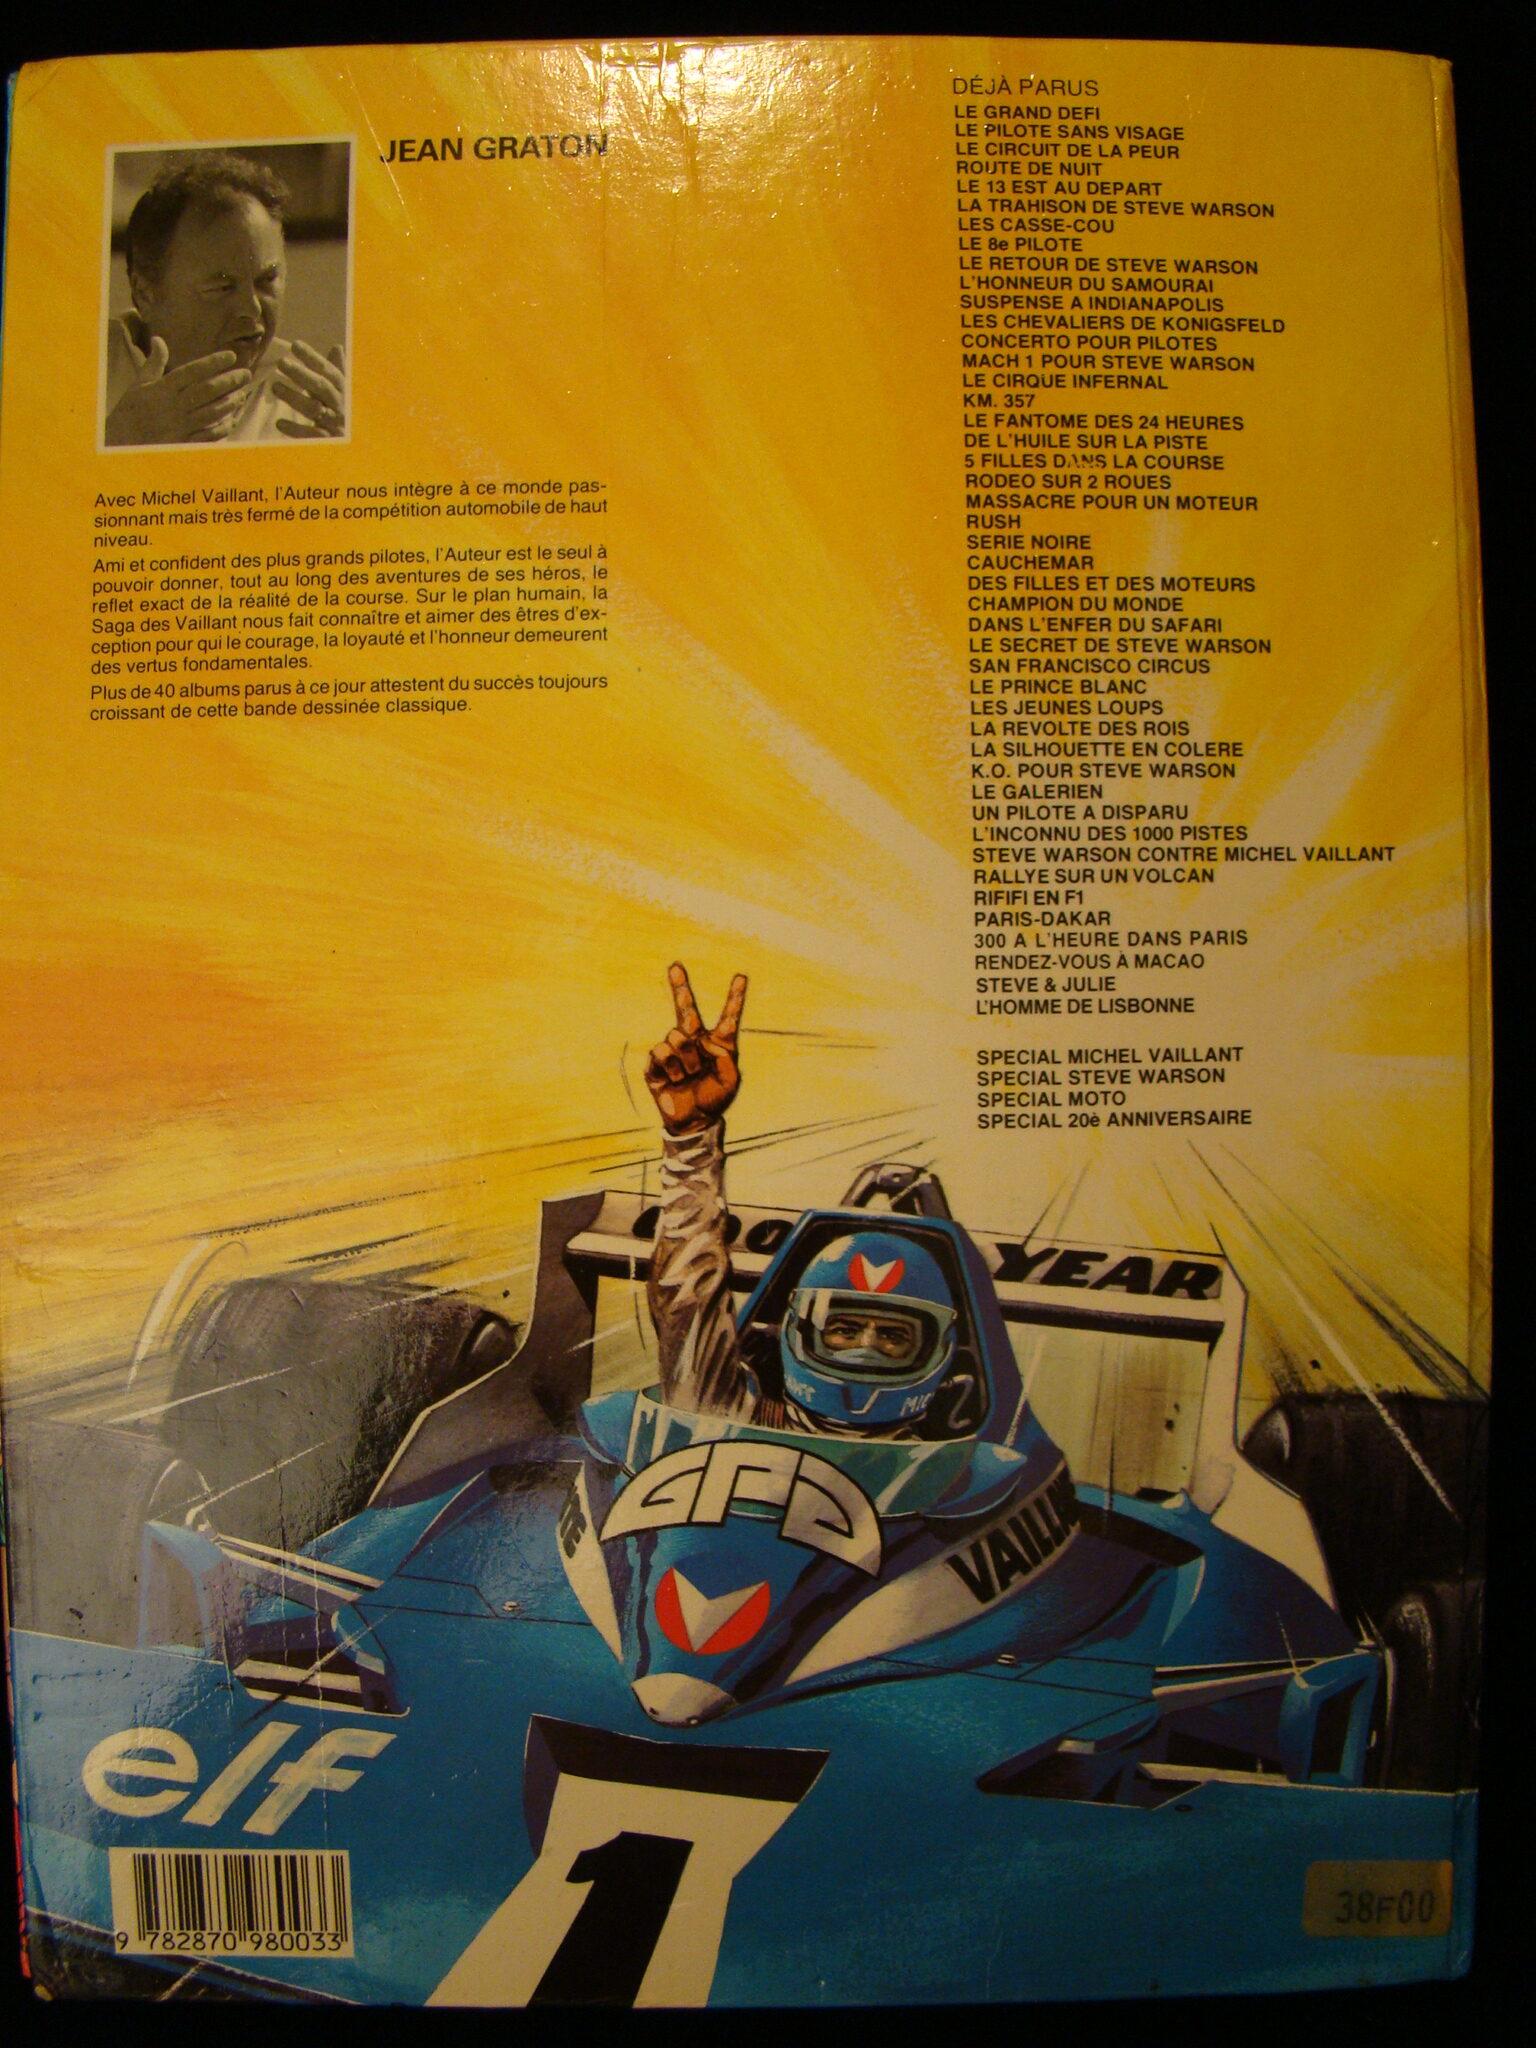 JEAN GRATON
Avec Michel Vaillant, l'Auteur nous intègre à ce monde pas-
sionnant mais très fermé de la compétition automobile de haut
niveau.
Ami et confident des plus grands pilotes, l'Auteur est le seul à
pouvoir donner, tout au long des aventures de ses héros, le
reflet exact de la réalité de la course. Sur le plan humain, la
Saga des Vaillant nous fait connaître et aimer des êtres d'ex-
ception pour qui le courage, la loyauté et l'honneur demeurent
des vertus fondamentales.
Plus de 40 albums parus à ce jour attestent du succès toujours
croissant de cette bande dessinée classique.
DÉJÀ PARUS
LE GRAND DEFI
LE PILOTE SANS VISAGE
LE CIRCUIT DE LA PEUR
ROUTE DE NUIT
LE 13 EST AU DEPART
LA TRAHISON DE STEVE WARSON
LES CASSE-COU
LE 8e PILOTE
LE RETOUR DE STEVE WARSON
L'HONNEUR DU SAMOURAI
SUSPENSE A INDIANAPOLIS
LES CHEVALIERS DE KONIGSFELD
CONCERTO POUR PILOTES
MACH 1 POUR STEVE WARSON
LE CIRQUE INFERNAL
KM. 357
LE FANTOME DES 24 HEURES
DE L'HUILE SUR LA PISTE
5 FILLES DANS LA COURSE
RODEO SUR 2 ROUES
MASSACRE POUR UN MOTEUR
RUSH
SERIE NOIRE
CAUCHEMAR
DES FILLES ET DES MOTEURS
CHAMPION DU MONDE
DANS L'ENFER DU SAFARI
LE SECRET DE STEVE WARSON
SAN FRANCISCO CIRCUS
LE PRINCE BLANC
LES JEUNES LOUPS
LA REVOLTE DES ROIS
LA SILHOUETTE EN COLERE
K.O. POUR STEVE WARSON
LE GALERIEN
UN PILOTE A DISPARU
L'INCONNU DES 1000 PISTES
STEVE WARSON CONTRE MICHEL VAILLANT
RALLYE SUR UN VOLCAN
RIFIFI EN F1
PARIS-DAKAR
300 A L'HEURE DANS PARIS
RENDEZ-VOUS À MACAO
STEVE & JULIE
L'HOMME DE LISBONNE
SPECIAL MICHEL VAILLANT
SPECIAL STEVE WARSON
SPECIAL MOTO
SPECIAL 20è ANNIVERSAIRE
YEAR
VAILL
elf
1
9 782870 980033
38F00